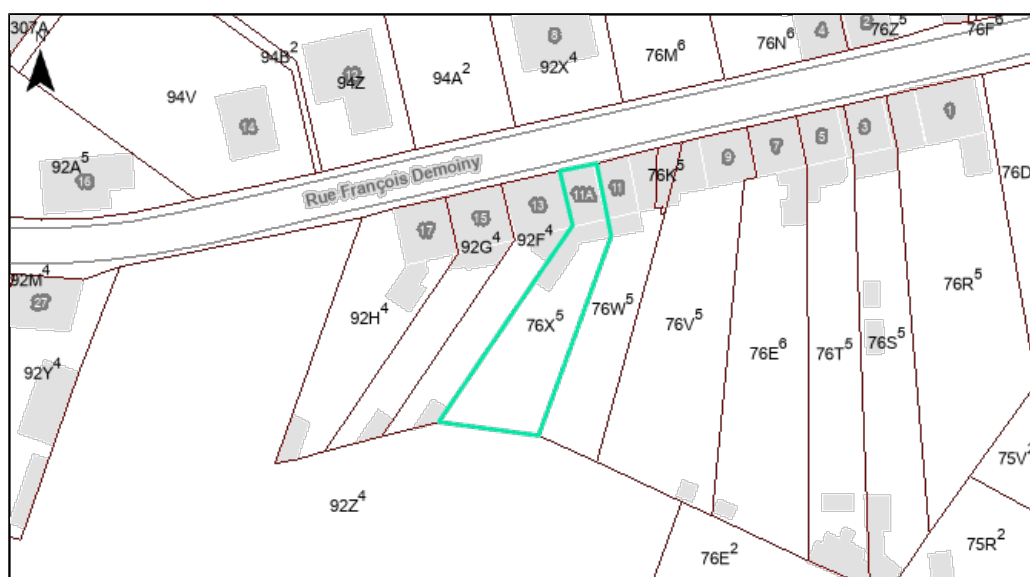 307A
N
94B²
94Z
12
94V
14
94A²
8
92X⁴
76M⁶
76N⁶
4
2
76Z⁵
76F⁶
92A⁵
16
Rue François Demoiny
17
15
13
11A
11
76K⁵
9
7
5
3
1
76D
92G⁴
92F⁴
92M⁴
27
92H⁴
76X⁵
76W⁵
76V⁵
76E⁶
76T⁵
76S⁵
76R⁵
92Y⁴
92Z⁴
76E²
75V²
75R²